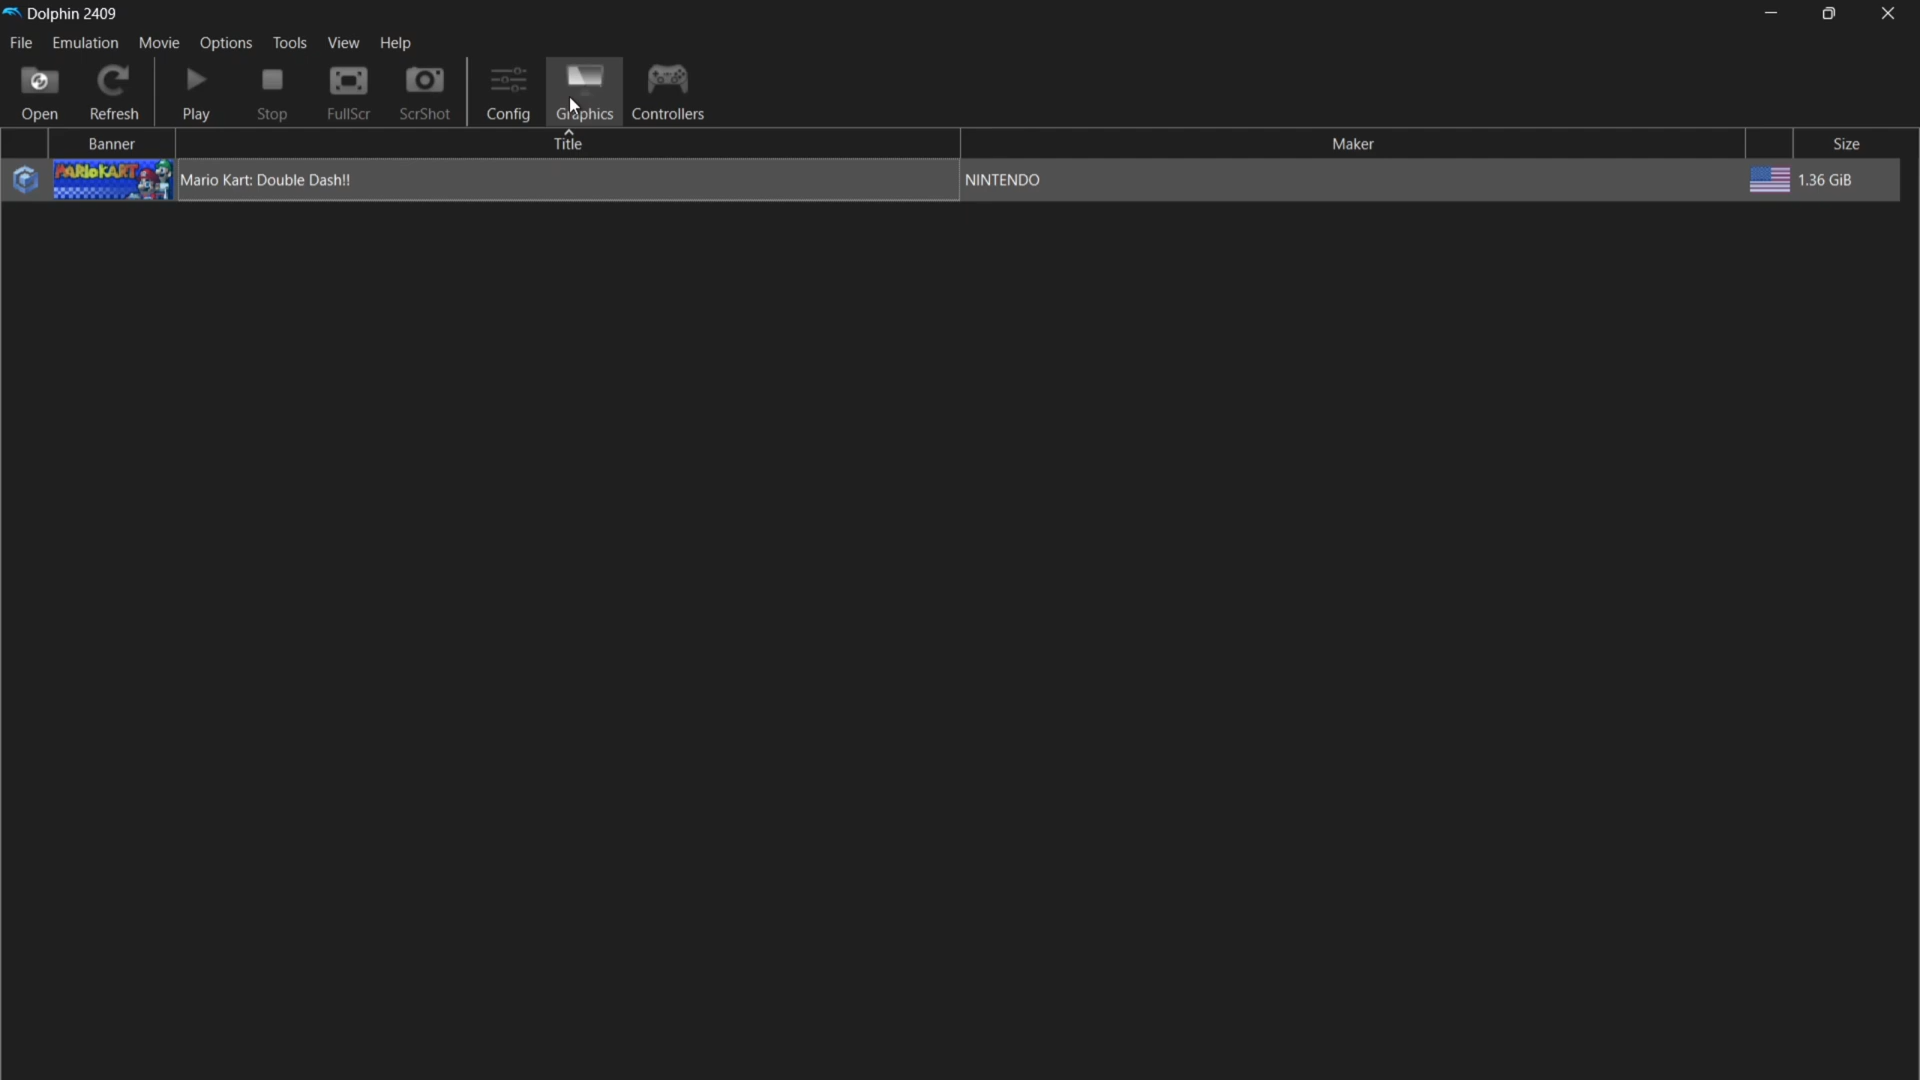 Dolphin 2409
File Emulation Movie Options Tools View Help
Open Refresh Play Stop FullScr ScrShot Config Graphics Controllers
Banner Title Maker Size
MARIOKART Mario Kart: Double Dash!! NINTENDO 1.36 GiB